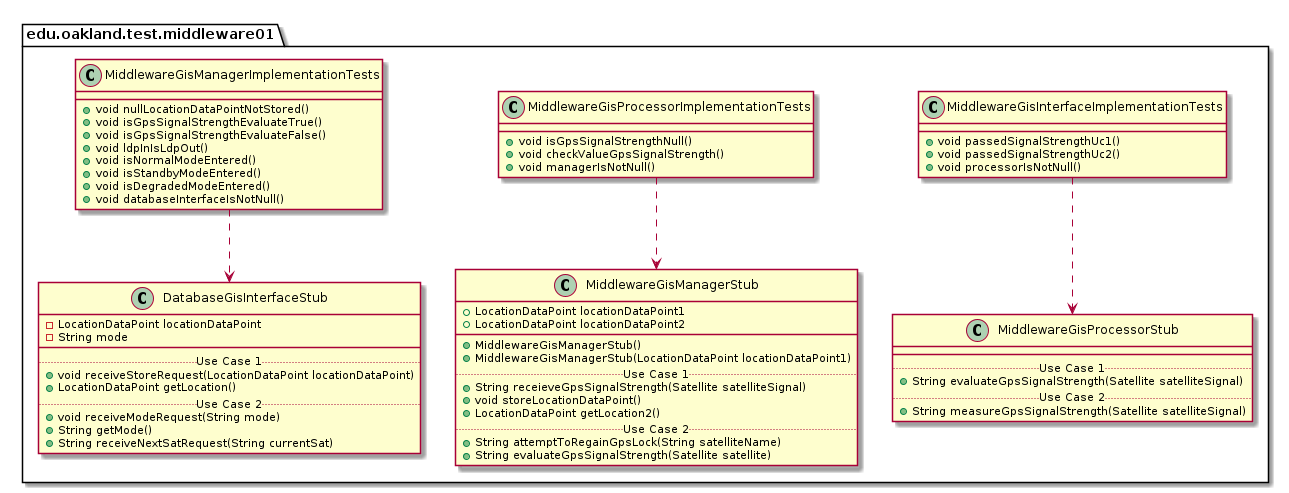 edu.oakland.test.middleware01
C MiddlewareGisManagerImplementationTests
void nullLocationDataPointNotStored()
void isGpsSignalStrengthEvaluateTrue()
void isGpsSignalStrengthEvaluateFalse()
void ldpInIsLdpOut()
void isNormalModeEntered()
void isStandbyModeEntered()
void isDegradedModeEntered()
void databaseInterfaceIsNotNull()
C MiddlewareGisProcessorImplementationTests
void isGpsSignalStrengthNull()
void checkValueGpsSignalStrength()
void managerIsNotNull()
C MiddlewareGisInterfaceImplementationTests
void passedSignalStrengthUc1()
void passedSignalStrengthUc2()
void processorIsNotNull()
C DatabaseGisInterfaceStub
LocationDataPoint locationDataPoint
String mode
Use Case 1
void receiveStoreRequest(LocationDataPoint locationDataPoint)
LocationDataPoint getLocation()
Use Case 2
void receiveModeRequest(String mode)
String getMode()
String receiveNextSatRequest(String currentSat)
C MiddlewareGisManagerStub
LocationDataPoint locationDataPoint1
LocationDataPoint locationDataPoint2
MiddlewareGisManagerStub()
MiddlewareGisManagerStub(LocationDataPoint locationDataPoint1)
Use Case 1
String receieveGpsSignalStrength(Satellite satelliteSignal)
void storeLocationDataPoint()
LocationDataPoint getLocation2()
Use Case 2
String attemptToRegainGpsLock(String satelliteName)
String evaluateGpsSignalStrength(Satellite satellite)
C MiddlewareGisProcessorStub
Use Case 1
String evaluateGpsSignalStrength(Satellite satelliteSignal)
Use Case 2
String measureGpsSignalStrength(Satellite satelliteSignal)